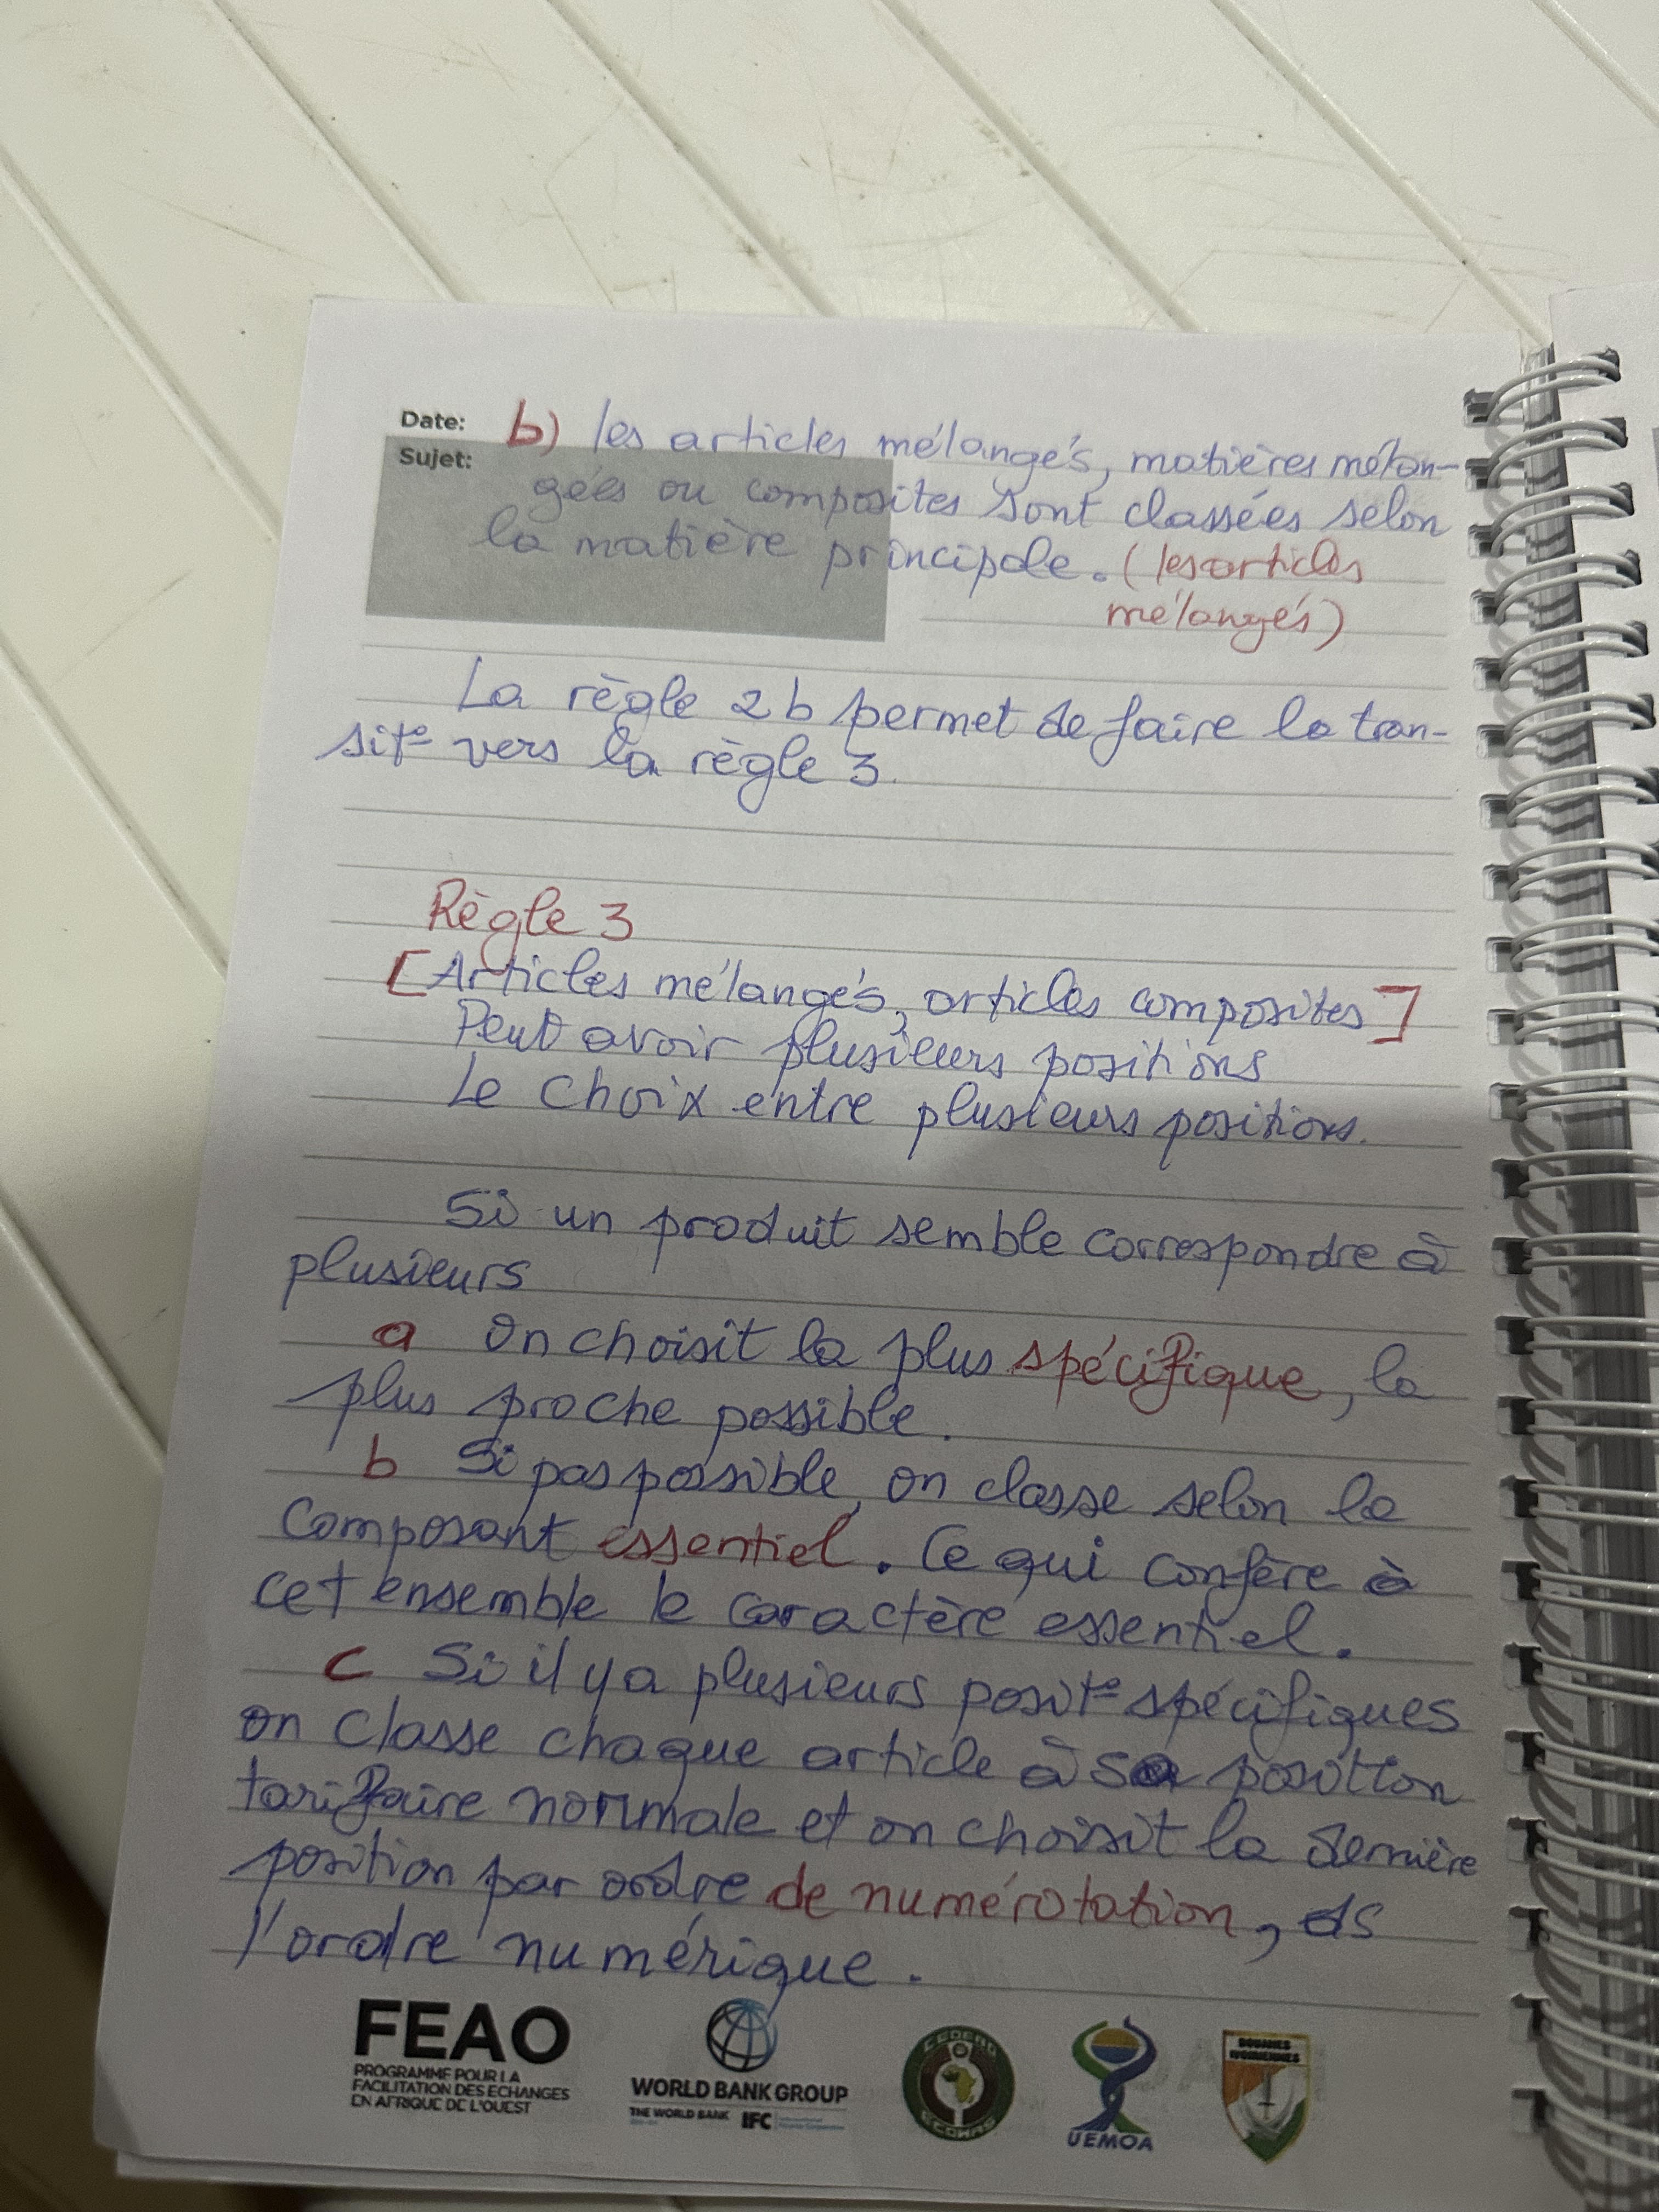 Date:
b) les articles mélangés, matières mélan-
Sujet:
gées ou composites sont classées selon
la matière principale. (les articles
mélangés)
La règle 2b permet de faire la tran-
sit° vers la règle 3.
Règle 3
[Articles mélangés, articles composites]
Peut avoir plusieurs positions
Le choix entre plusieurs positions.
Si un produit semble correspondre à
plusieurs
a On choisit la plus spécifique, la
plus proche possible.
b Si pas possible, on classe selon le
composant essentiel. Ce qui confère à
cet ensemble le caractère essentiel.
c Si il y a plusieurs posit° spécifiques
on classe chaque article à sa position
tariffaire normale et on choisit la dernière
position par ordre de numérotation, ds
l'ordre numérique.
FEAO
PROGRAMME POUR LA
FACILITATION DES ECHANGES
EN AFRIQUE DE L'OUEST
WORLD BANK GROUP
THE WORLD BANK IFC
CEDEAO
ECOWAS
UEMOA
DOUANES
IVOIRIENNES